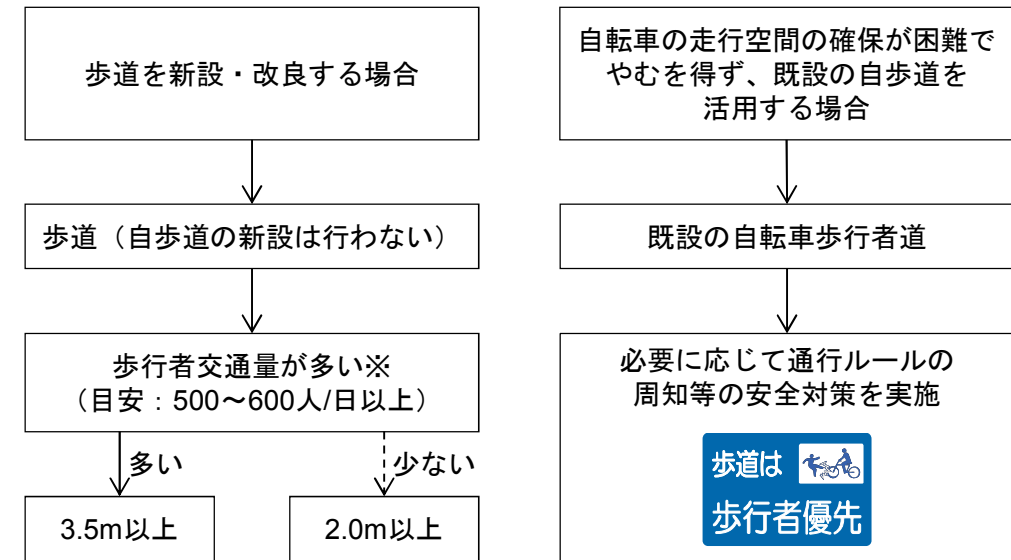 歩道を新設・改良する場合
歩道（自歩道の新設は行わない）
歩行者交通量が多い※
（目安：500～600人/日以上）
多い
少ない
3.5m以上
2.0m以上
自転車の走行空間の確保が困難で
やむを得ず、既設の自歩道を
活用する場合
既設の自転車歩行者道
必要に応じて通行ルールの
周知等の安全対策を実施
歩道は
歩行者優先